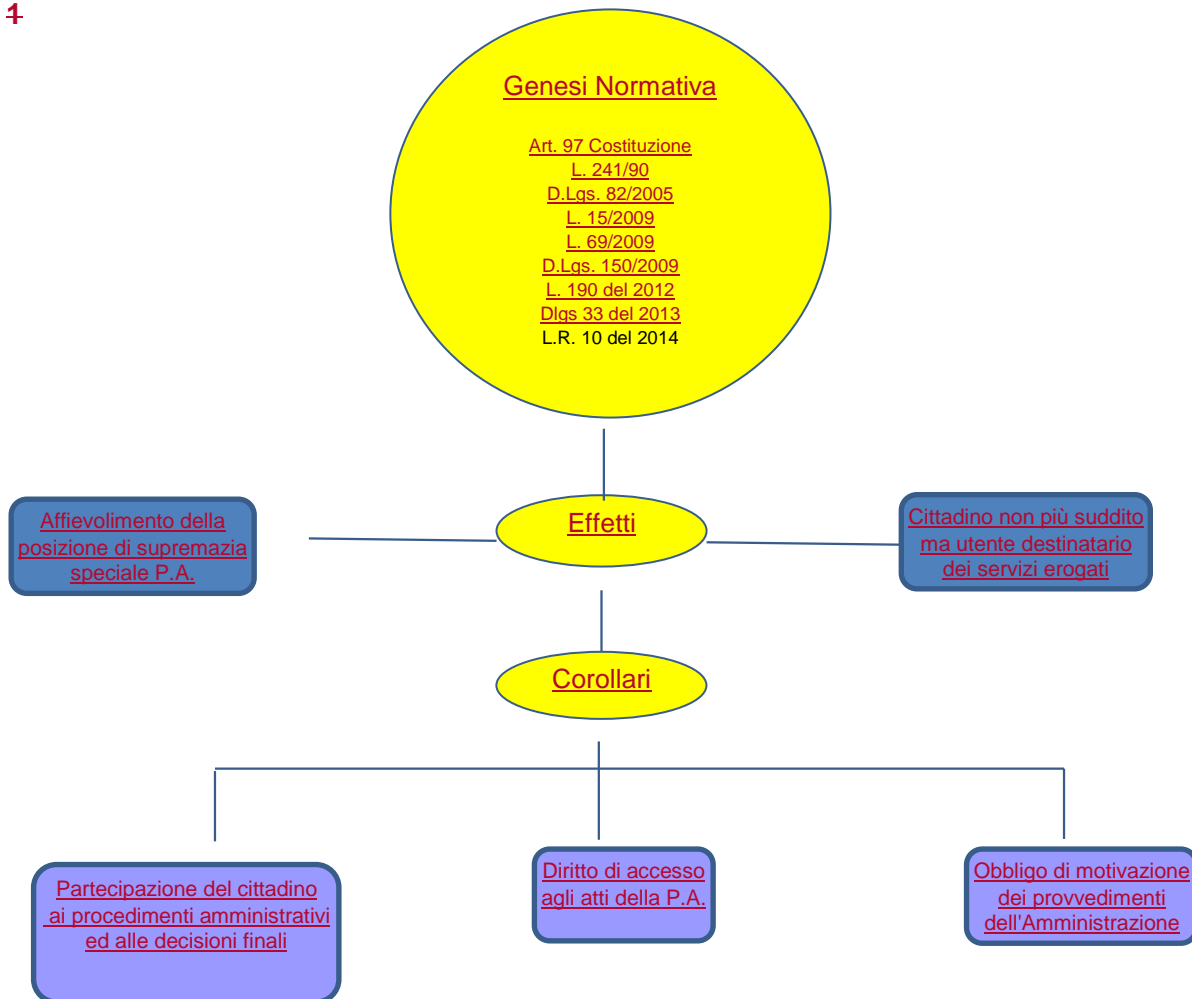 1
Genesi Normativa
Art. 97 Costituzione
L. 241/90
D.Lgs. 82/2005
L. 15/2009
L. 69/2009
D.Lgs. 150/2009
L. 190 del 2012
Dlgs 33 del 2013
L.R. 10 del 2014
Affievolimento della
posizione di supremazia
speciale P.A.
Effetti
Cittadino non più suddito
ma utente destinatario
dei servizi erogati
Corollari
Partecipazione del cittadino
ai procedimenti amministrativi
ed alle decisioni finali
Diritto di accesso
agli atti della P.A.
Obbligo di motivazione
dei provvedimenti
dell'Amministrazione